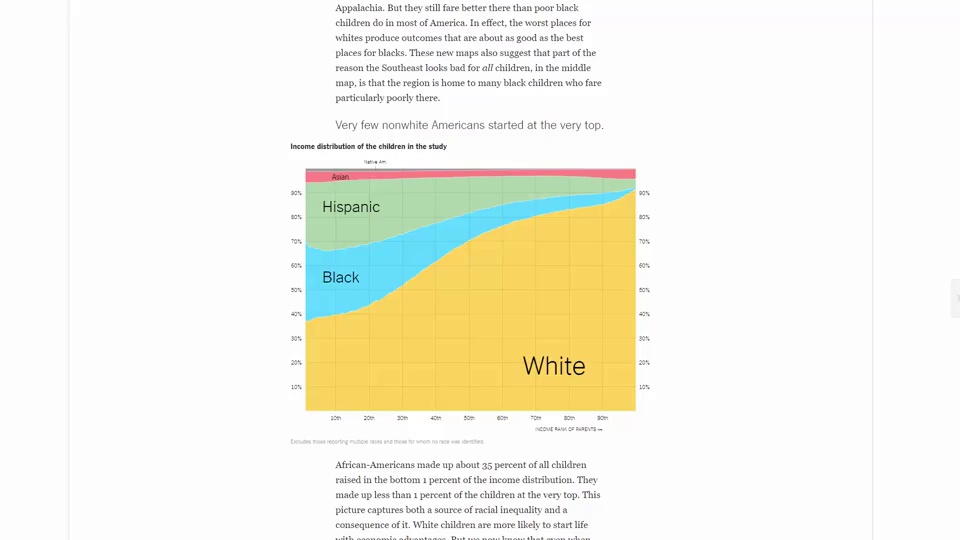 Appalachia. But they still fare better there than poor black
children do in most of America. In effect, the worst places for
whites produce outcomes that are about as good as the best
places for blacks. These new maps also suggest that part of the
reason the Southeast looks bad for all children, in the middle
map, is that the region is home to many black children who fare
particularly poorly there.
Very few nonwhite Americans started at the very top.
Income distribution of the children in the study
Native Am.
Asian
90% 90%
Hispanic
80% 80%
70% 70%
60% 60%
Black
50% 50%
40% 40%
30% 30%
White
20% 20%
10% 10%
10th 20th 30th 40th 50th 60th 70th 80th 90th
INCOME RANK OF PARENTS
Excludes those reporting multiple races and those for whom no race was identified.
African-Americans made up about 35 percent of all children
raised in the bottom 1 percent of the income distribution. They
made up less than 1 percent of the children at the very top. This
picture captures both a source of racial inequality and a
consequence of it. White children are more likely to start life
with economic advantages. But we now know that even when